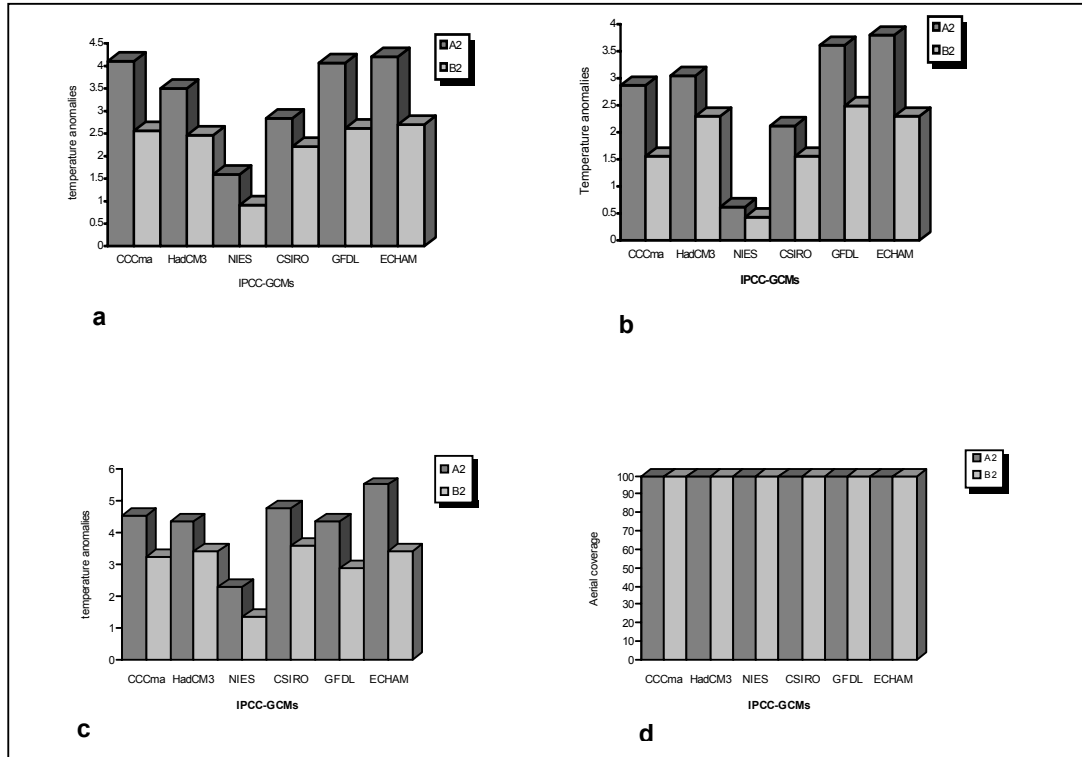 temperature anomalies
4.5
4
3.5
3
2.5
2
1.5
1
0.5
0
CCCma HadCM3 NIES CSIRO GFDL ECHAM
IPCC-GCMs
A2
B2
a
Temperature anomalies
4
3.5
3
2.5
2
1.5
1
0.5
0
CCCma HadCM3 NIES CSIRO GFDL ECHAM
IPCC-GCMs
A2
B2
b
temperature anomalies
6
5
4
3
2
1
0
CCCma HadCM3 NIES CSIRO GFDL ECHAM
IPCC-GCMs
A2
B2
c
Aerial coverage
100
90
80
70
60
50
40
30
20
10
0
CCCma HadCM3 NIES CSIRO GFDL ECHAM
IPCC-GCMs
A2
B2
d